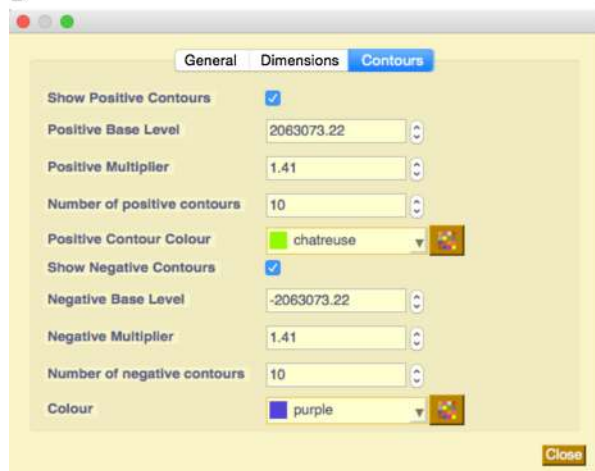 General Dimensions Contours
Show Positive Contours
Positive Base Level 2063073.22
Positive Multiplier 1.41
Number of positive contours 10
Positive Contour Colour chatreuse
Show Negative Contours
Negative Base Level -2063073.22
Negative Multiplier 1.41
Number of negative contours 10
Colour purple
Close